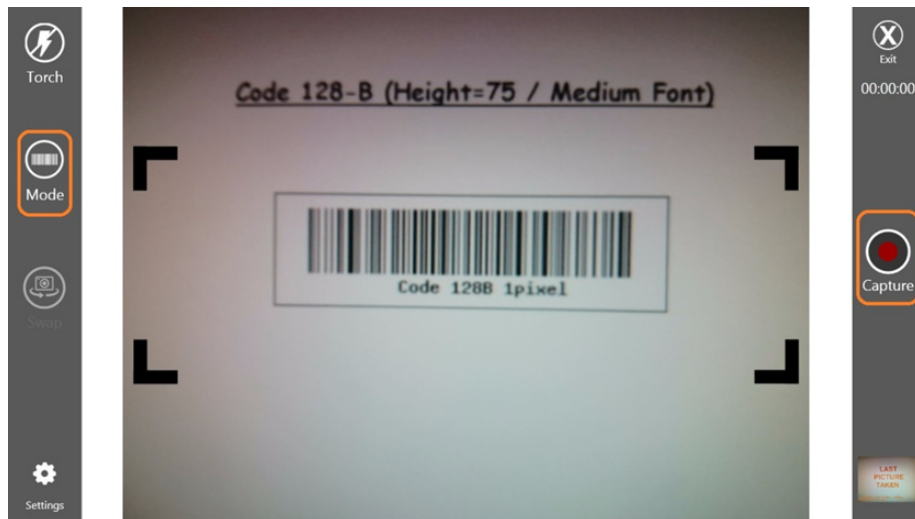 Torch
Mode
Swap
Settings
Code 128-B (Height=75 / Medium Font)
Code 128B 1pixel
Exit
00:00:00
Capture
LAST
PICTURE
TAKEN